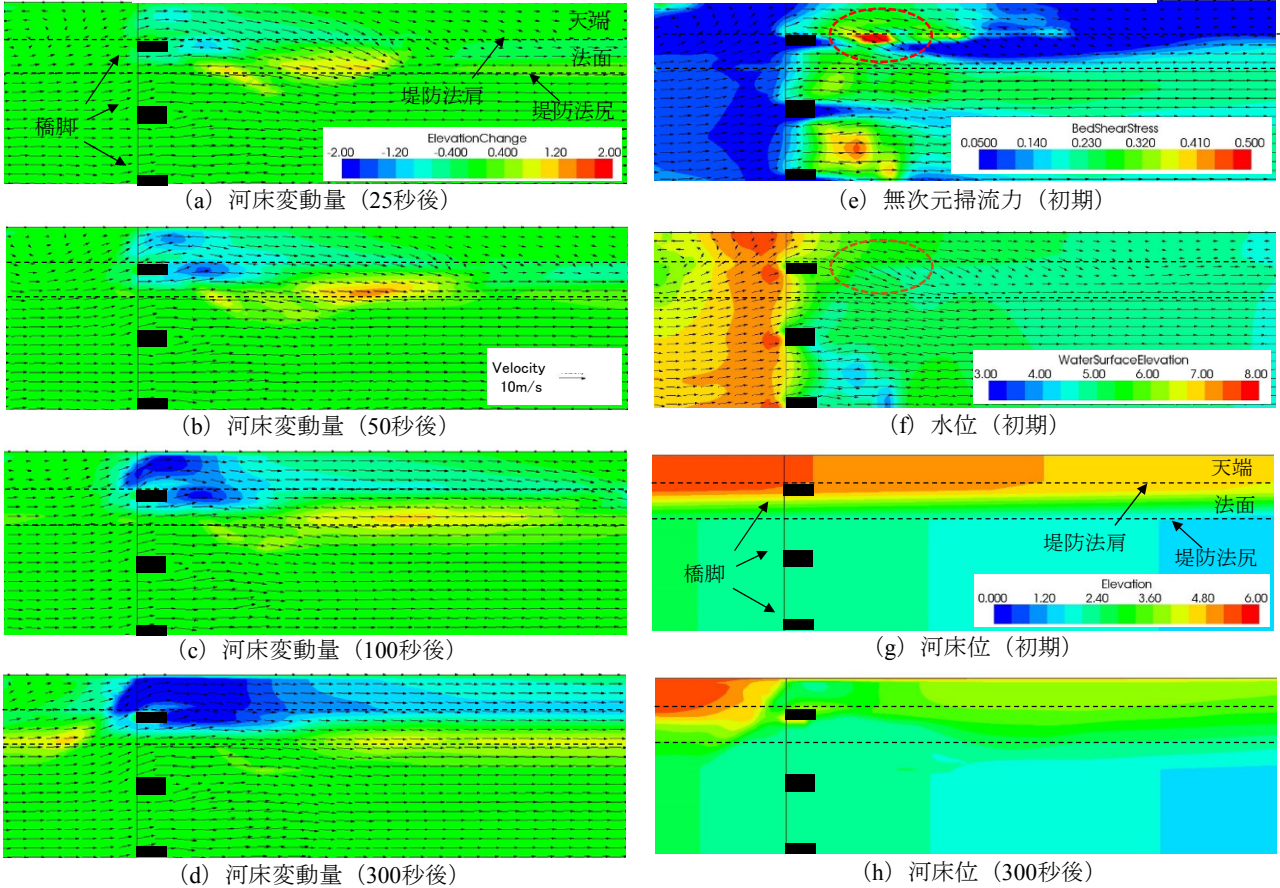 天端
法面
橋脚
堤防法肩
堤防法尻
ElevationChange
-2.00 -1.20 -0.400 0.400 1.20 2.00
(a) 河床変動量 (25秒後)
Velocity
10m/s
(b) 河床変動量 (50秒後)
(c) 河床変動量 (100秒後)
(d) 河床変動量 (300秒後)
BedShearStress
0.0500 0.140 0.230 0.320 0.410 0.500
(e) 無次元掃流力 (初期)
WaterSurfaceElevation
3.00 4.00 5.00 6.00 7.00 8.00
(f) 水位 (初期)
天端
法面
橋脚
堤防法肩
堤防法尻
Elevation
0.000 1.20 2.40 3.60 4.80 6.00
(g) 河床位 (初期)
(h) 河床位 (300秒後)